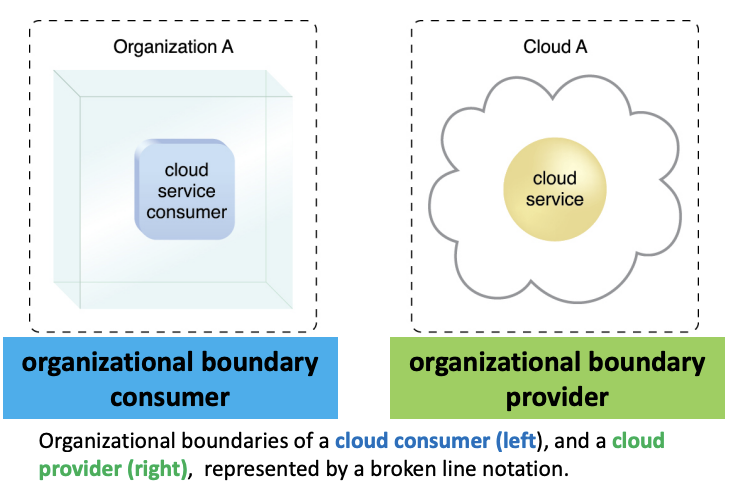 Organization A
cloud
service
consumer
Cloud A
cloud
service
organizational boundary
consumer
organizational boundary
provider
Organizational boundaries of a cloud consumer (left), and a cloud
provider (right),  represented by a broken line notation.